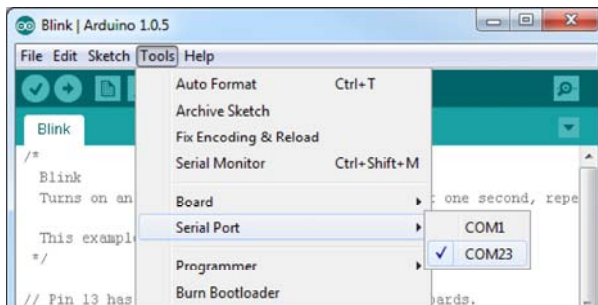 Blink | Arduino 1.0.5
File Edit Sketch Tools Help
Auto Format Ctrl+T
Archive Sketch
Fix Encoding & Reload
Serial Monitor Ctrl+Shift+M
Board
Serial Port
COM1
COM23
Programmer
Burn Bootloader
Blink
/*
Blink
Turns on an one second, repe
This exampl
*/
// Pin 13 has ards.